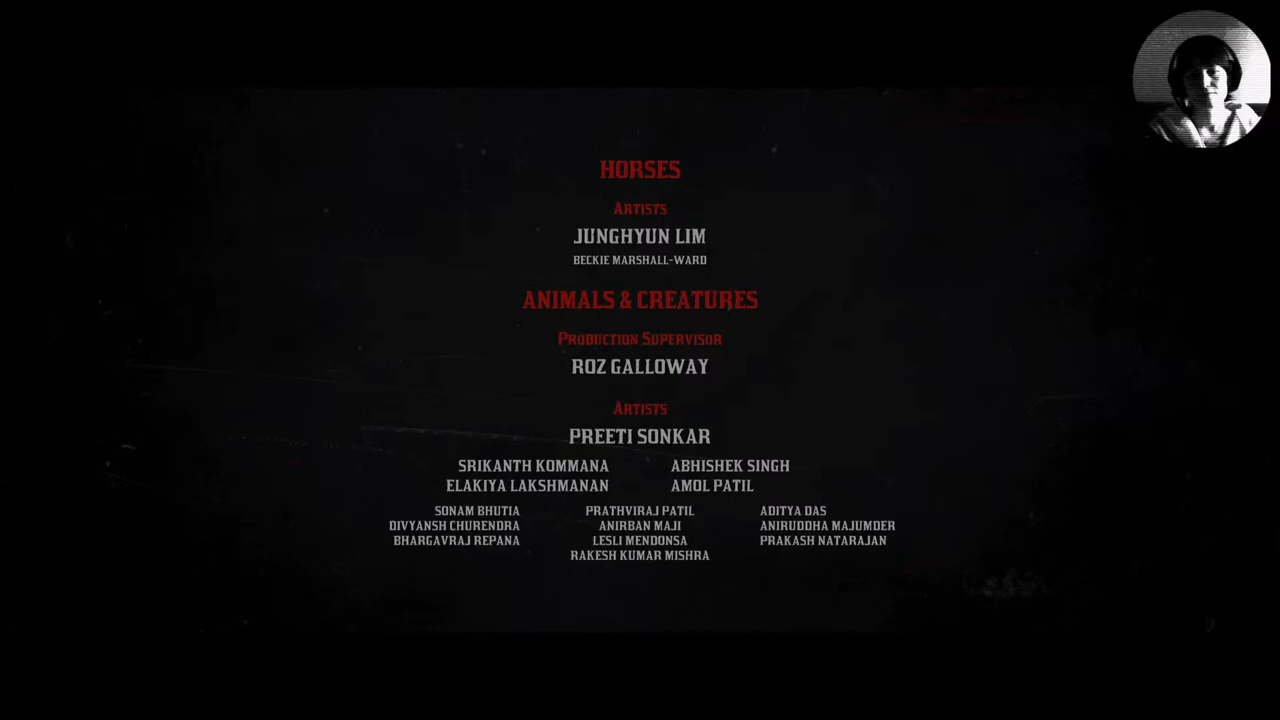 HORSES
ARTISTS
JUNGHYUN LIM
BECKIE MARSHALL-WARD
ANIMALS & CREATURES
PRODUCTION SUPERVISOR
ROZ GALLOWAY
ARTISTS
PREETI SONKAR
SRIKANTH KOMMANA ABHISHEK SINGH
ELAKIYA LAKSHMANAN AMOL PATIL
SONAM BHUTIA PRATHVIRAJ PATIL ADITYA DAS
DIVYANSH CHURENDRA ANIRBAN MAJI ANIRUDDHA MAJUMDER
BHARGAVRAJ REPANA LESLI MENDONSA PRAKASH NATARAJAN
RAKESH KUMAR MISHRA